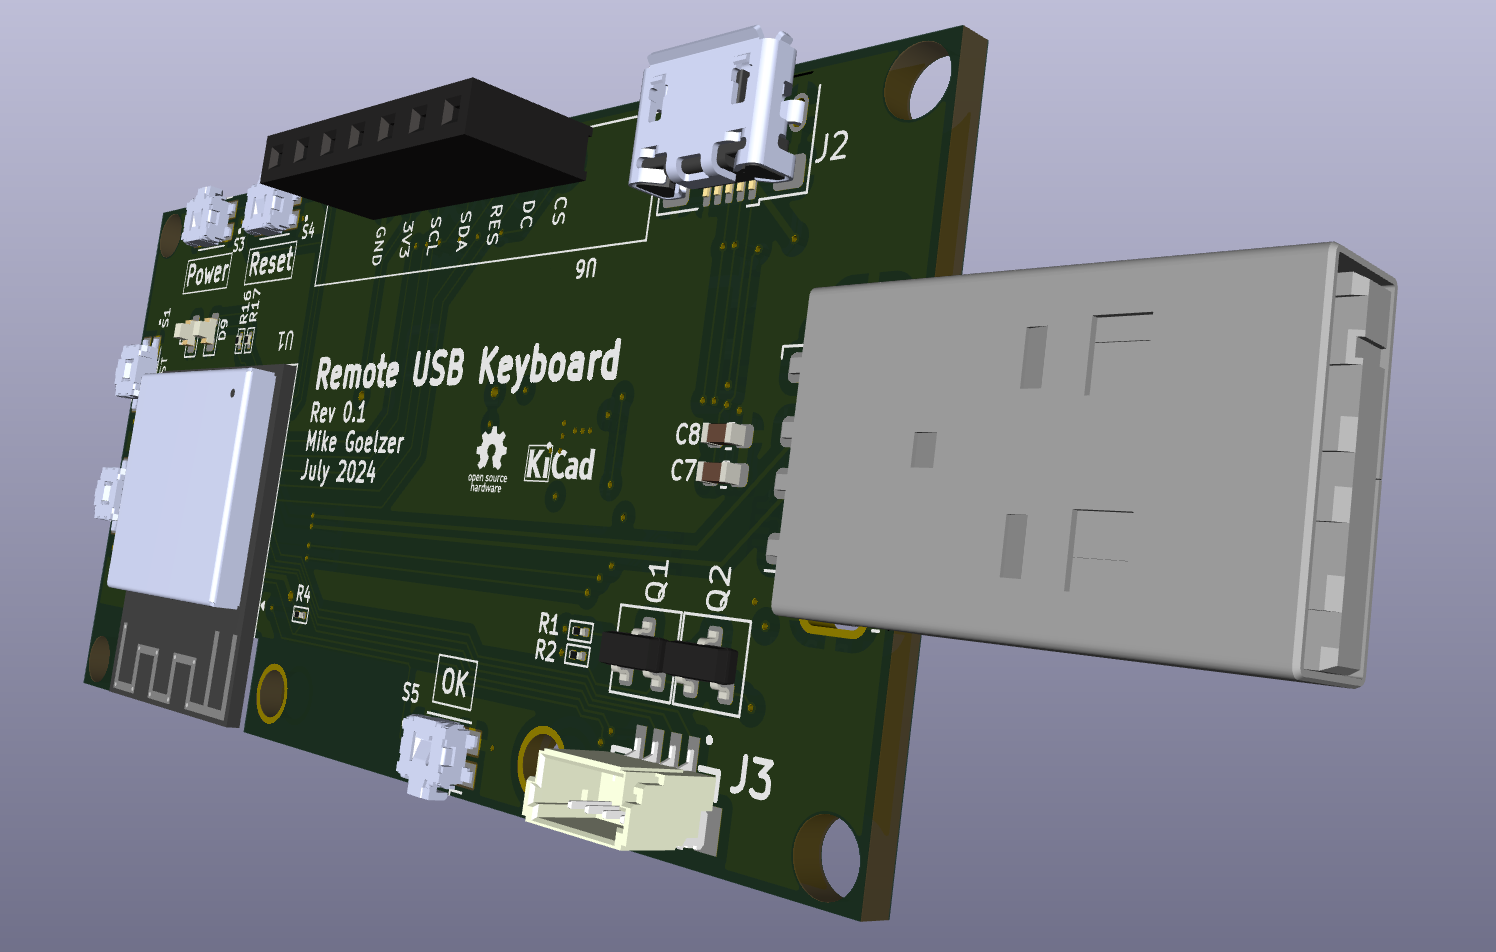 J2
GND
3V3
SCL
SDA
RES
DC
CS
U6
S3
S4
Power
Reset
S1
D9
R16
R17
U1
Remote USB Keyboard
Rev 0.1
Mike Goelzer
July 2024
open source
hardware
KiCad
C8
C7
Q1
Q2
R4
R1
R2
S5
OK
J3